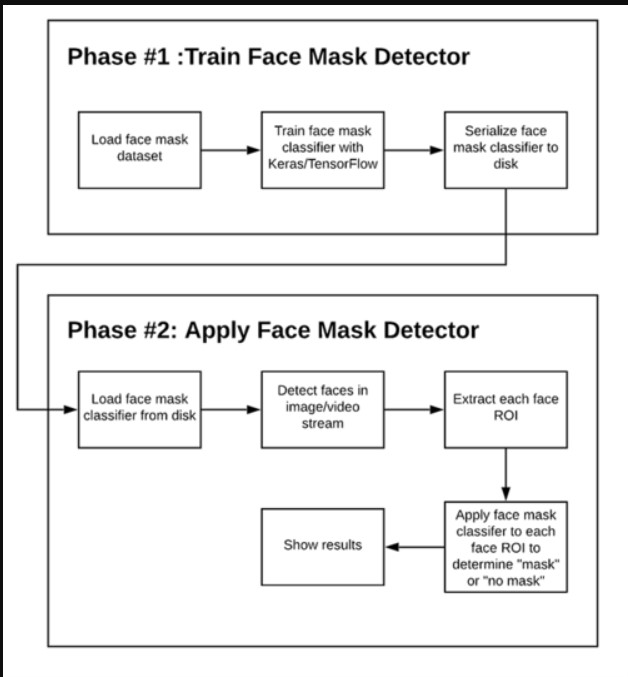 Phase #1 :Train Face Mask Detector
Load face mask
dataset
Train face mask
classifier with
Keras/TensorFlow
Serialize face
mask classifier to
disk
Phase #2: Apply Face Mask Detector
Load face mask
classifier from disk
Detect faces in
image/video
stream
Extract each face
ROI
Apply face mask
classifer to each
face ROI to
determine "mask"
or "no mask"
Show results